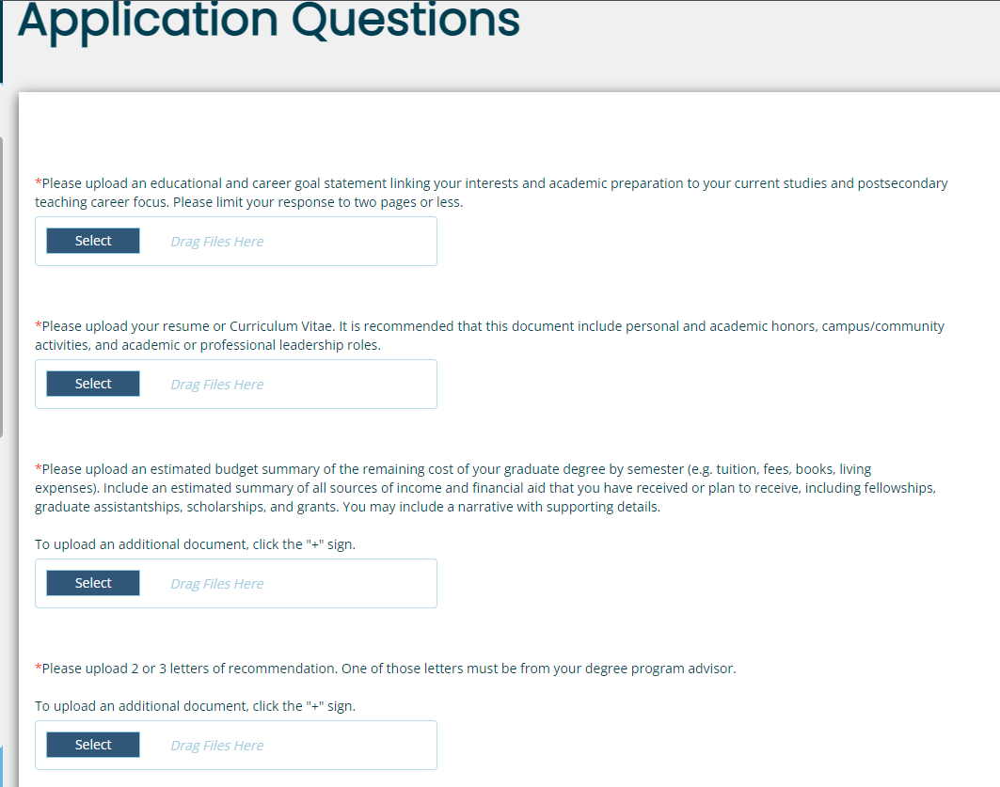 Application Questions
*Please upload an educational and career goal statement linking your interests and academic preparation to your current studies and postsecondary
teaching career focus. Please limit your response to two pages or less.
Select
Drag Files Here
*Please upload your resume or Curriculum Vitae. It is recommended that this document include personal and academic honors, campus/community
activities, and academic or professional leadership roles.
Select
Drag Files Here
*Please upload an estimated budget summary of the remaining cost of your graduate degree by semester (e.g. tuition, fees, books, living
expenses). Include an estimated summary of all sources of income and financial aid that you have received or plan to receive, including fellowships,
graduate assistantships, scholarships, and grants. You may include a narrative with supporting details.
To upload an additional document, click the "+" sign.
Select
Drag Files Here
*Please upload 2 or 3 letters of recommendation. One of those letters must be from your degree program advisor.
To upload an additional document, click the "+" sign.
Select
Drag Files Here